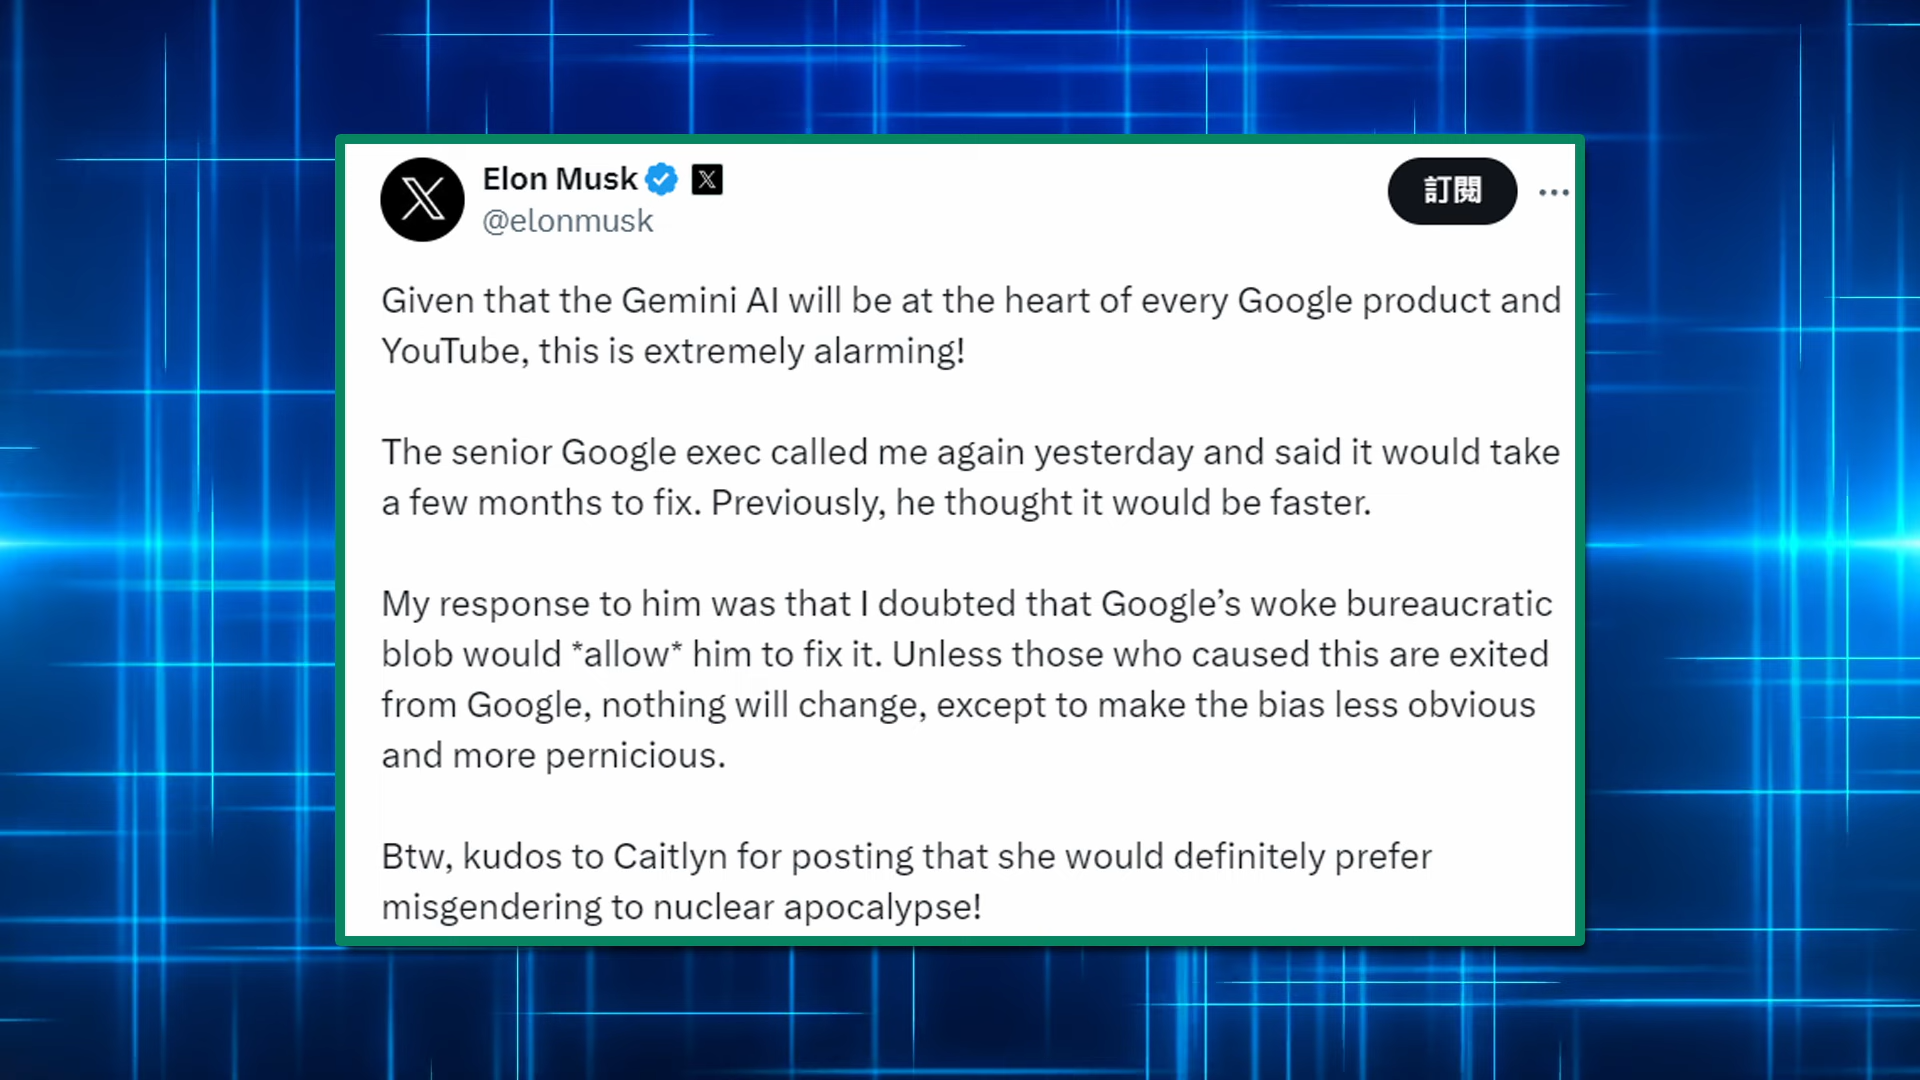 Elon Musk
@elonmusk
訂閱
Given that the Gemini AI will be at the heart of every Google product and
YouTube, this is extremely alarming!
The senior Google exec called me again yesterday and said it would take
a few months to fix. Previously, he thought it would be faster.
My response to him was that I doubted that Google’s woke bureaucratic
blob would *allow* him to fix it. Unless those who caused this are exited
from Google, nothing will change, except to make the bias less obvious
and more pernicious.
Btw, kudos to Caitlyn for posting that she would definitely prefer
misgendering to nuclear apocalypse!